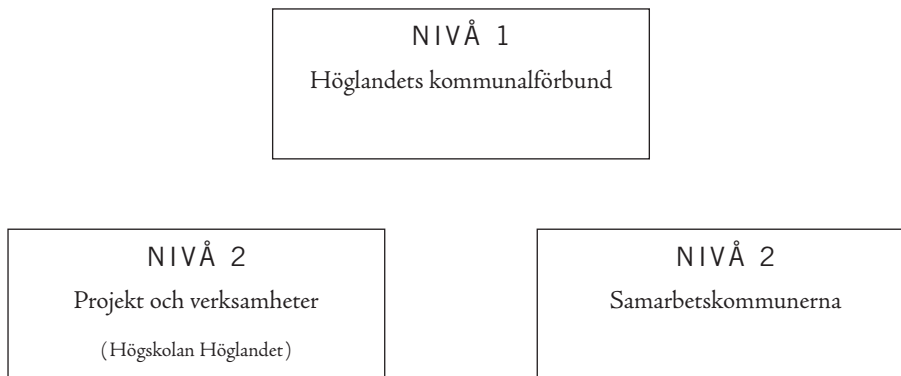 NIVÅ 1
Höglandets kommunalförbund
NIVÅ 2
Projekt och verksamheter
(Högskolan Höglandet)
NIVÅ 2
Samarbetskommunerna